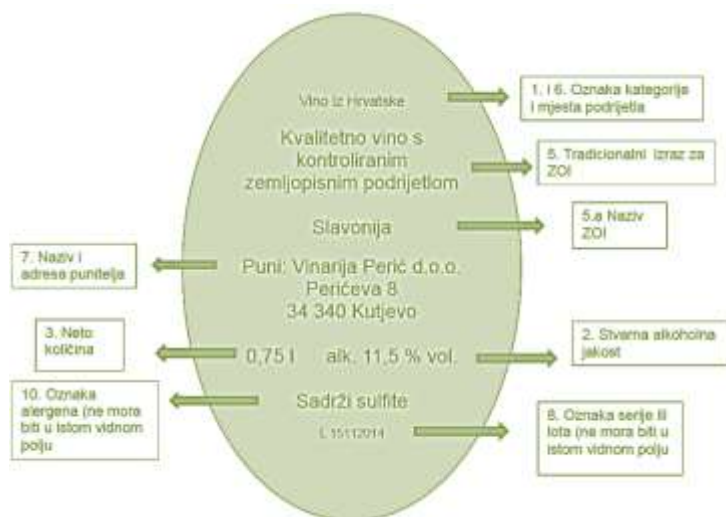 Vino iz Hrvatske
1. i 6. Oznaka kategorije
i mjesta podrijetla
Kvalitetno vino s
kontroliranim
zemljopisnim podrijetlom
5. Tradicionalni izraz za
ZOI
Slavonija
5.a Naziv
ZOI
7. Naziv i
adresa punitelja
Puni: Vinarija Perić d.o.o.
Perićeva 8
34 340 Kutjevo
3. Neto
količina
0,75 l alk. 11,5 % vol.
2. Stvarna alkoholna
jakost
10. Oznaka
alergena (ne mora
biti u istom vidnom
polju
Sadrži sulfite
L 15112014
8. Oznaka serije ili
lota (ne mora biti u
istom vidnom
polju